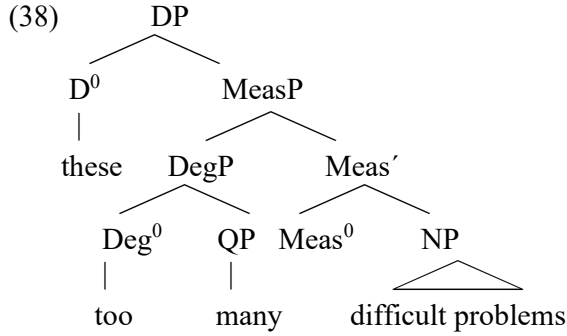 (38) DP
D⁰ MeasP
these DegP Meas´
Deg⁰ QP Meas⁰ NP
too many difficult problems